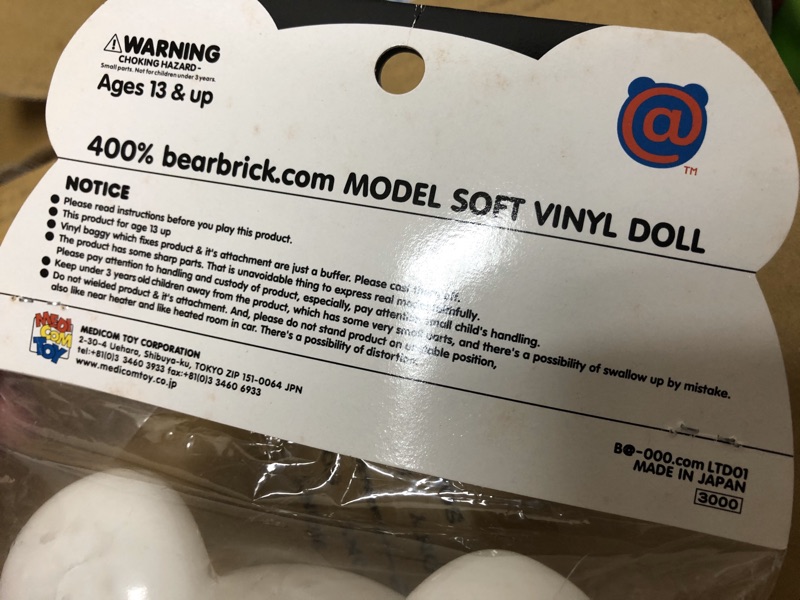 WARNING
CHOKING HAZARD-
Small parts. Not for children under 3 years.
Ages 13 & up
@
TM
400% bearbrick.com MODEL SOFT VINYL DOLL
NOTICE
● Please read instructions before you play this product.
● This product for age 13 up
● Vinyl baggy which fixes product & it's attachment are just a buffer. Please off.
● The product has some sharp parts. That is unavoidable thing to express real
Please pay attention to handling and custody of product, especially, pay small child's handling.
● Keep under 3 years old children away from the product, which has some very parts, and there's a possibility of swallow up by mistake.
● Do not wielded product & it's attachment. And, please do not stand product on position,
also like near heater and like heated room in car. There's a possibility of
MEDI
COM
TOY
MEDICOM TOY CORPORATION
2-30-4 Uehara, Shibuya-ku, TOKYO ZIP 151-0064 JPN
tel:+81(0)3 3460 3933 fax:+81(0)3 3460 6933
www.medicomtoy.co.jp
B@-000.com LTD01
MADE IN JAPAN
3000